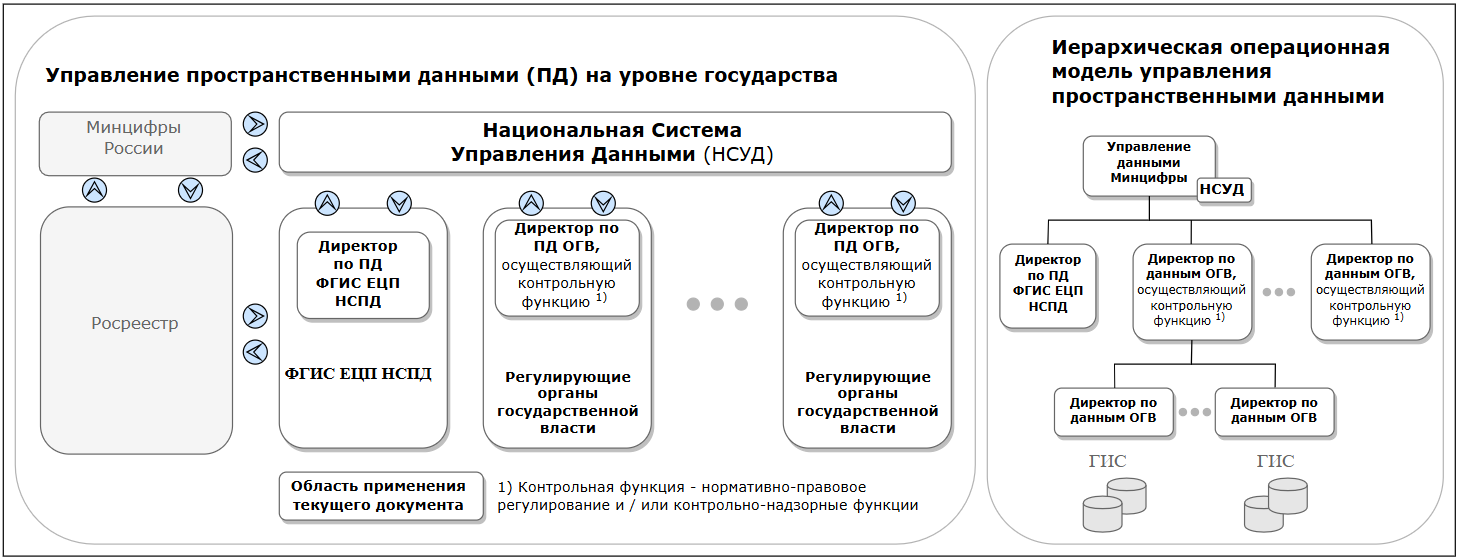 Управление пространственными данными (ПД) на уровне государства
Минцифры
России
Национальная Система
Управления Данными (НСУД)
Росреестр
Директор
по ПД
ФГИС ЕЦП
НСПД
ФГИС ЕЦП НСПД
Директор по
ПД ОГВ,
осуществляющий
контрольную
функцию 1)
Регулирующие
органы
государственной
власти
Директор по
ПД ОГВ,
осуществляющий
контрольную
функцию 1)
Регулирующие
органы
государственной
власти
Область применения
текущего документа
1) Контрольная функция - нормативно-правовое
регулирование и / или контрольно-надзорные функции
Иерархическая операционная
модель управления
пространственными данными
Управление
данными
Минцифры
НСУД
Директор
по ПД
ФГИС ЕЦП
НСПД
Директор по
данным ОГВ,
осуществляющий
контрольную
функцию 1)
Директор по
данным ОГВ,
осуществляющий
контрольную
функцию 1)
Директор по
данным ОГВ
Директор по
данным ОГВ
ГИС
ГИС